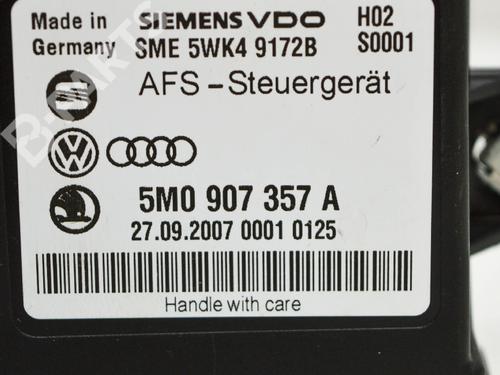 Made in
Germany
SIEMENS VDO
SME 5WK4 9172B
H02
S0001
AFS - Steuergerät
5M0 907 357 A
27.09.2007 0001 0125
Handle with care
B-PARTS